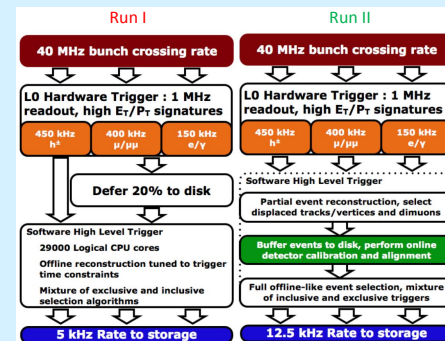 Run I
40 MHz bunch crossing rate
L0 Hardware Trigger : 1 MHz
readout, high ET/PT signatures
450 kHz
h±
400 kHz
μ/μμ
150 kHz
e/γ
Defer 20% to disk
Software High Level Trigger
29000 Logical CPU cores
Offline reconstruction tuned to trigger
time constraints
Mixture of exclusive and inclusive
selection algorithms
5 kHz Rate to storage
Run II
40 MHz bunch crossing rate
L0 Hardware Trigger : 1 MHz
readout, high ET/PT signatures
450 kHz
h±
400 kHz
μ/μμ
150 kHz
e/γ
Software High Level Trigger
Partial event reconstruction, select
displaced tracks/vertices and dimuons
Buffer events to disk, perform online
detector calibration and alignment
Full offline-like event selection, mixture
of inclusive and exclusive triggers
12.5 kHz Rate to storage